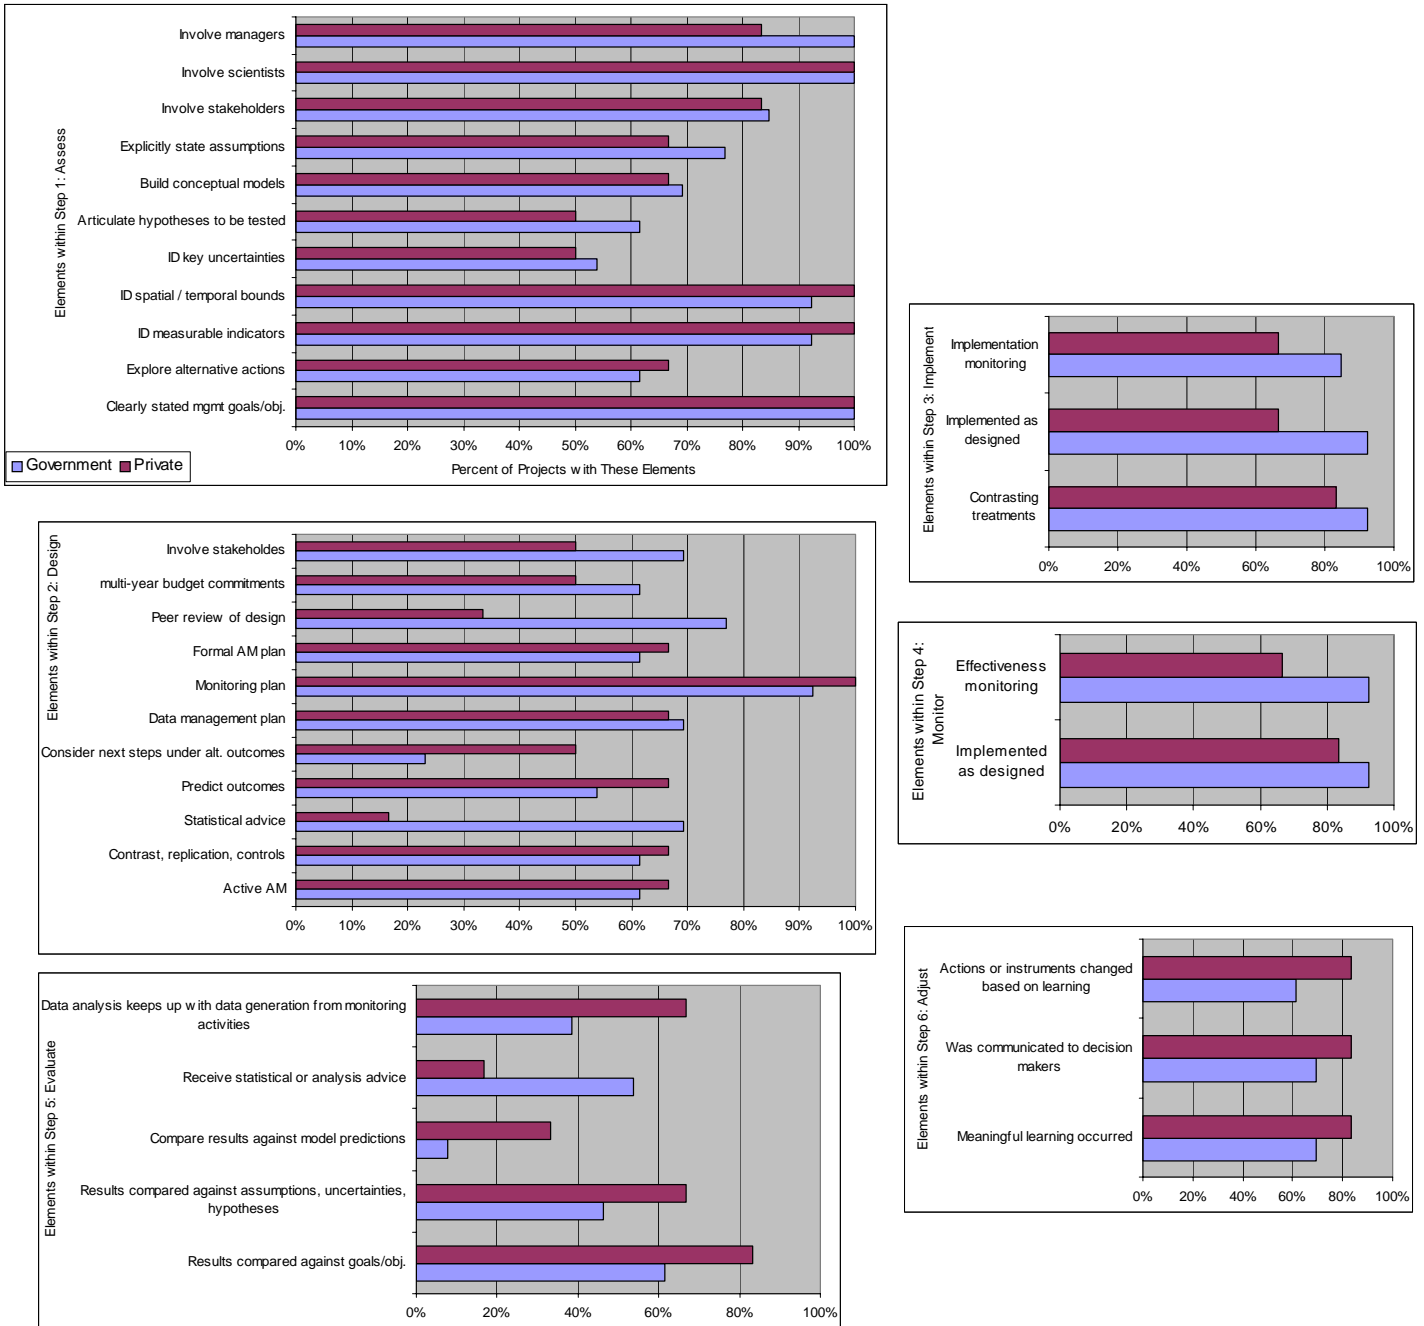 Elements within Step 1: Assess
Involve managers
Involve scientists
Involve stakeholders
Explicitly state assumptions
Build conceptual models
Articulate hypotheses to be tested
ID key uncertainties
ID spatial / temporal bounds
ID measurable indicators
Explore alternative actions
Clearly stated mgmt goals/obj.
0% 10% 20% 30% 40% 50% 60% 70% 80% 90% 100%
Percent of Projects with These Elements
Government Private
Elements within Step 2: Design
Involve stakeholdes
multi-year budget commitments
Peer review of design
Formal AM plan
Monitoring plan
Data management plan
Consider next steps under alt. outcomes
Predict outcomes
Statistical advice
Contrast, replication, controls
Active AM
0% 10% 20% 30% 40% 50% 60% 70% 80% 90% 100%
Elements within Step 3: Implement
Implementation
monitoring
Implemented as
designed
Contrasting
treatments
0% 20% 40% 60% 80% 100%
Elements within Step 4:
Monitor
Effectiveness
monitoring
Implemented
as designed
0% 20% 40% 60% 80% 100%
Elements within Step 5: Evaluate
Data analysis keeps up with data generation from monitoring
activities
Receive statistical or analysis advice
Compare results against model predictions
Results compared against assumptions, uncertainties,
hypotheses
Results compared against goals/obj.
0% 20% 40% 60% 80% 100%
Elements within Step 6: Adjust
Actions or instruments changed
based on learning
Was communicated to decision
makers
Meaningful learning occurred
0% 20% 40% 60% 80% 100%